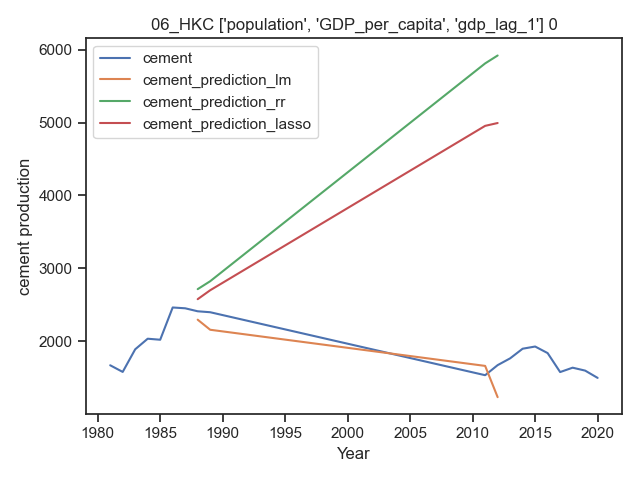 06_HKC ['population', 'GDP_per_capita', 'gdp_lag_1'] 0
cement
cement_prediction_lm
cement_prediction_rr
cement_prediction_lasso
cement production
6000
5000
4000
3000
2000
1980
1985
1990
1995
2000
2005
2010
2015
2020
Year